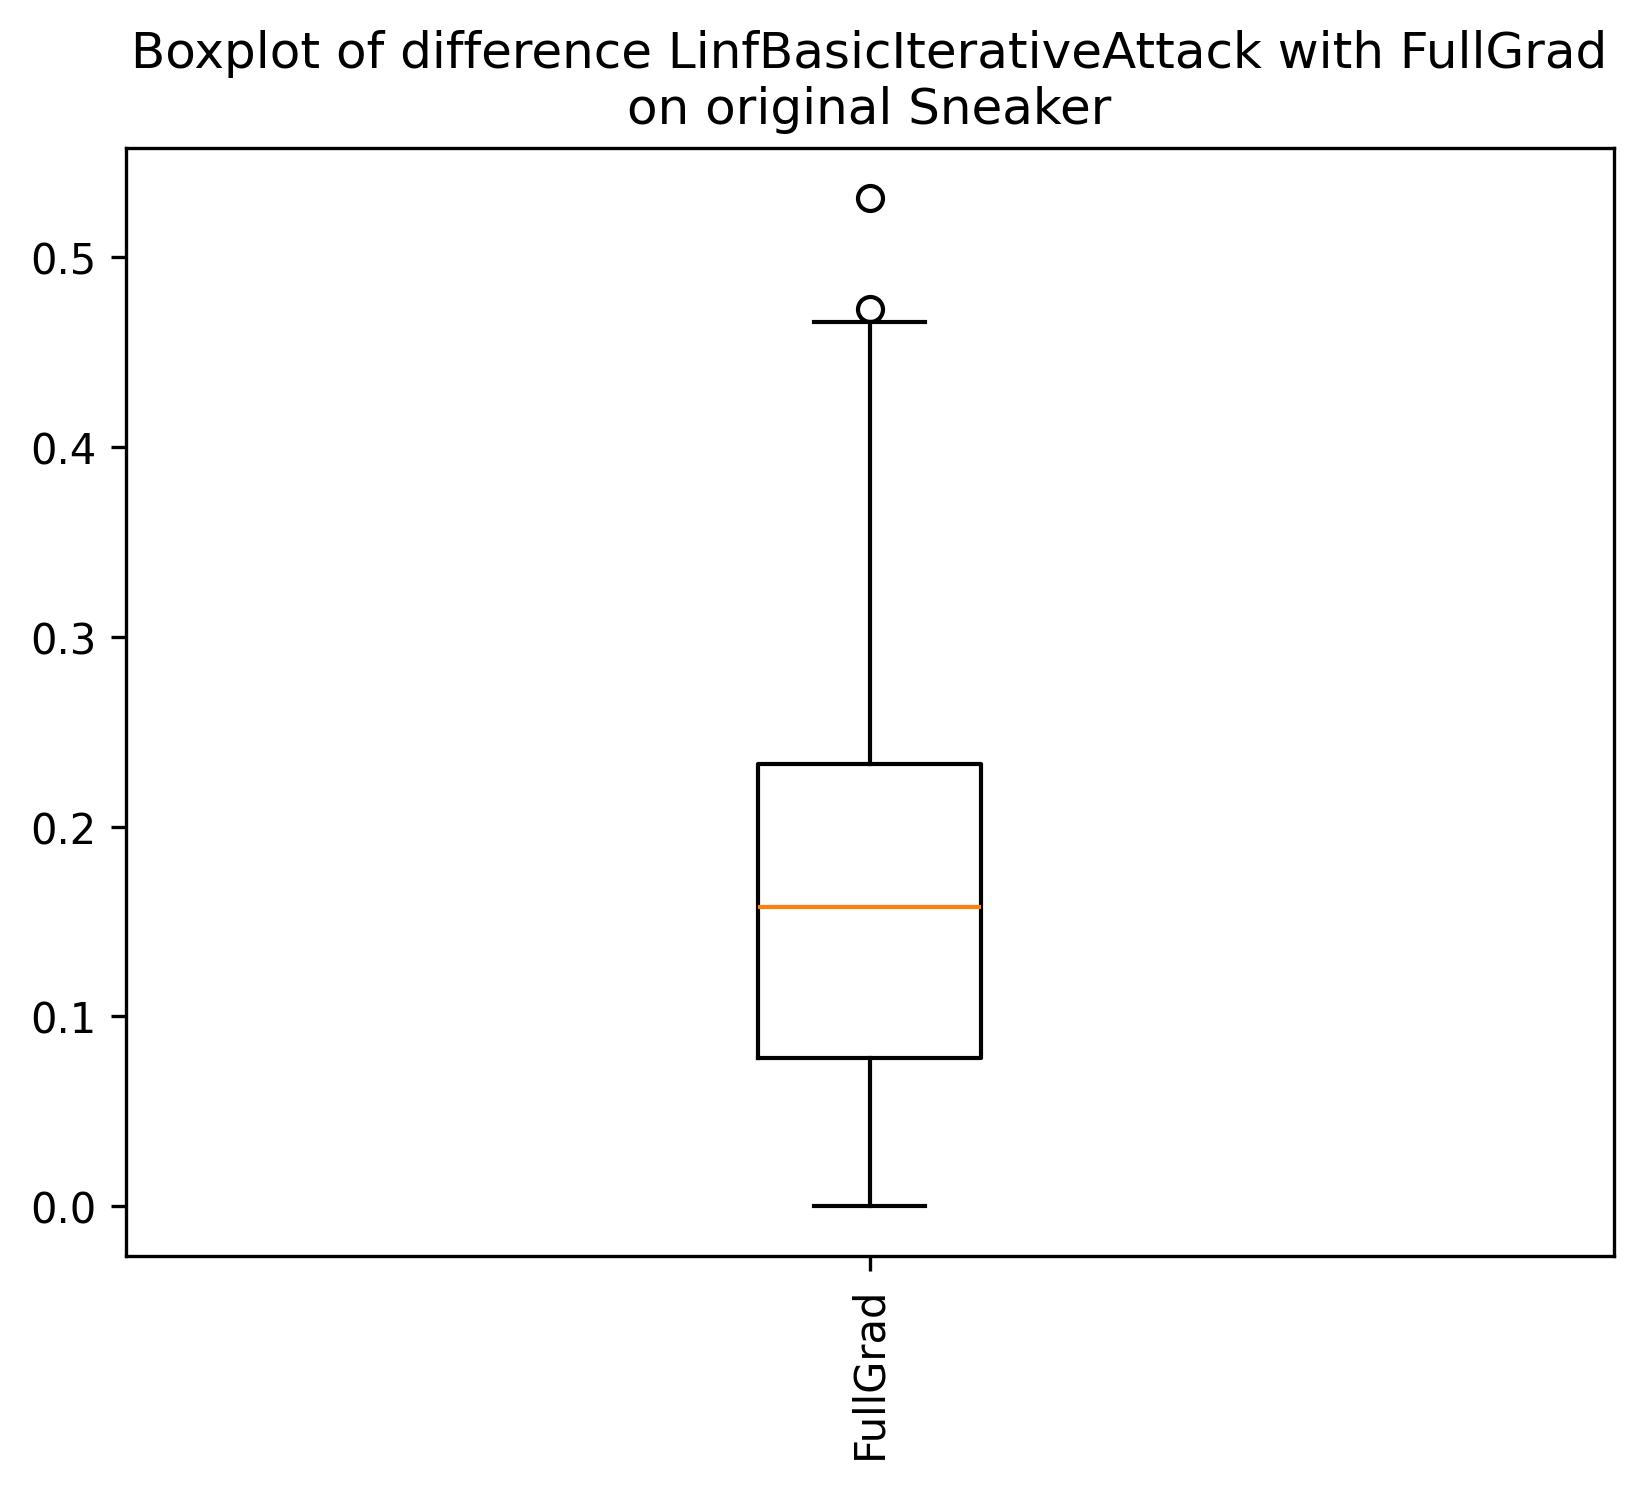 Boxplot of difference LinfBasicIterativeAttack with FullGrad
on original Sneaker
0.5
0.4
0.3
0.2
0.1
0.0
FullGrad